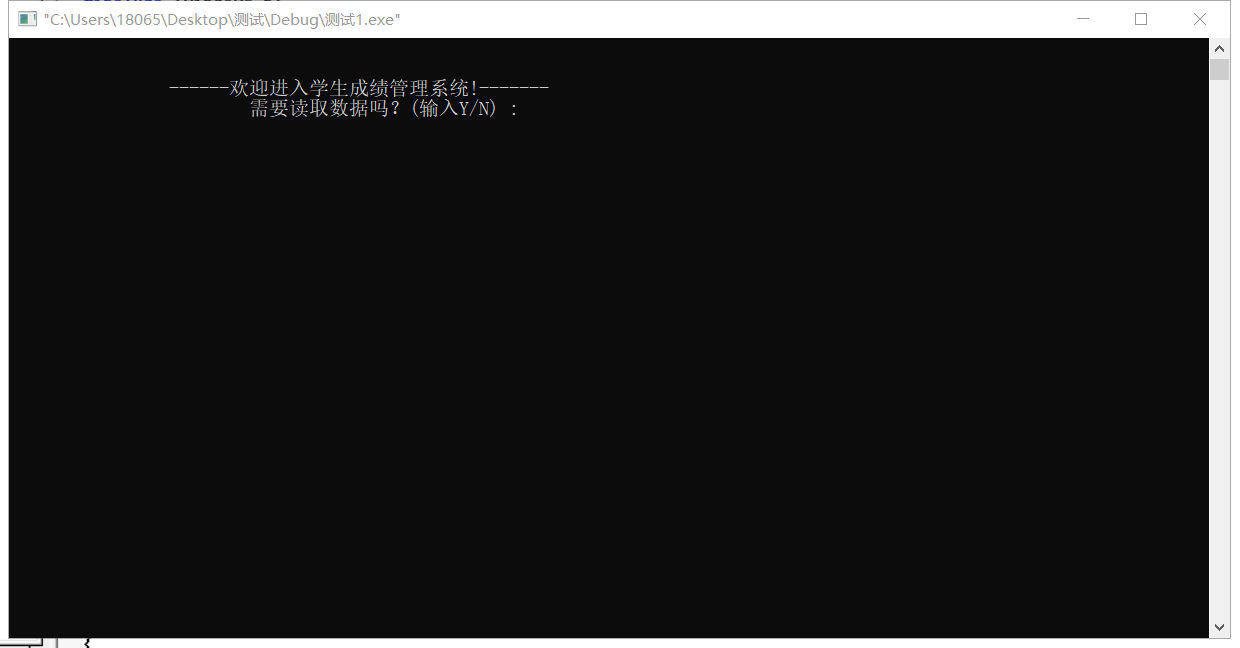 "C:\Users\18065\Desktop\测试\Debug\测试1.exe"
------欢迎进入学生成绩管理系统!-------
需要读取数据吗？(输入Y/N) :
{